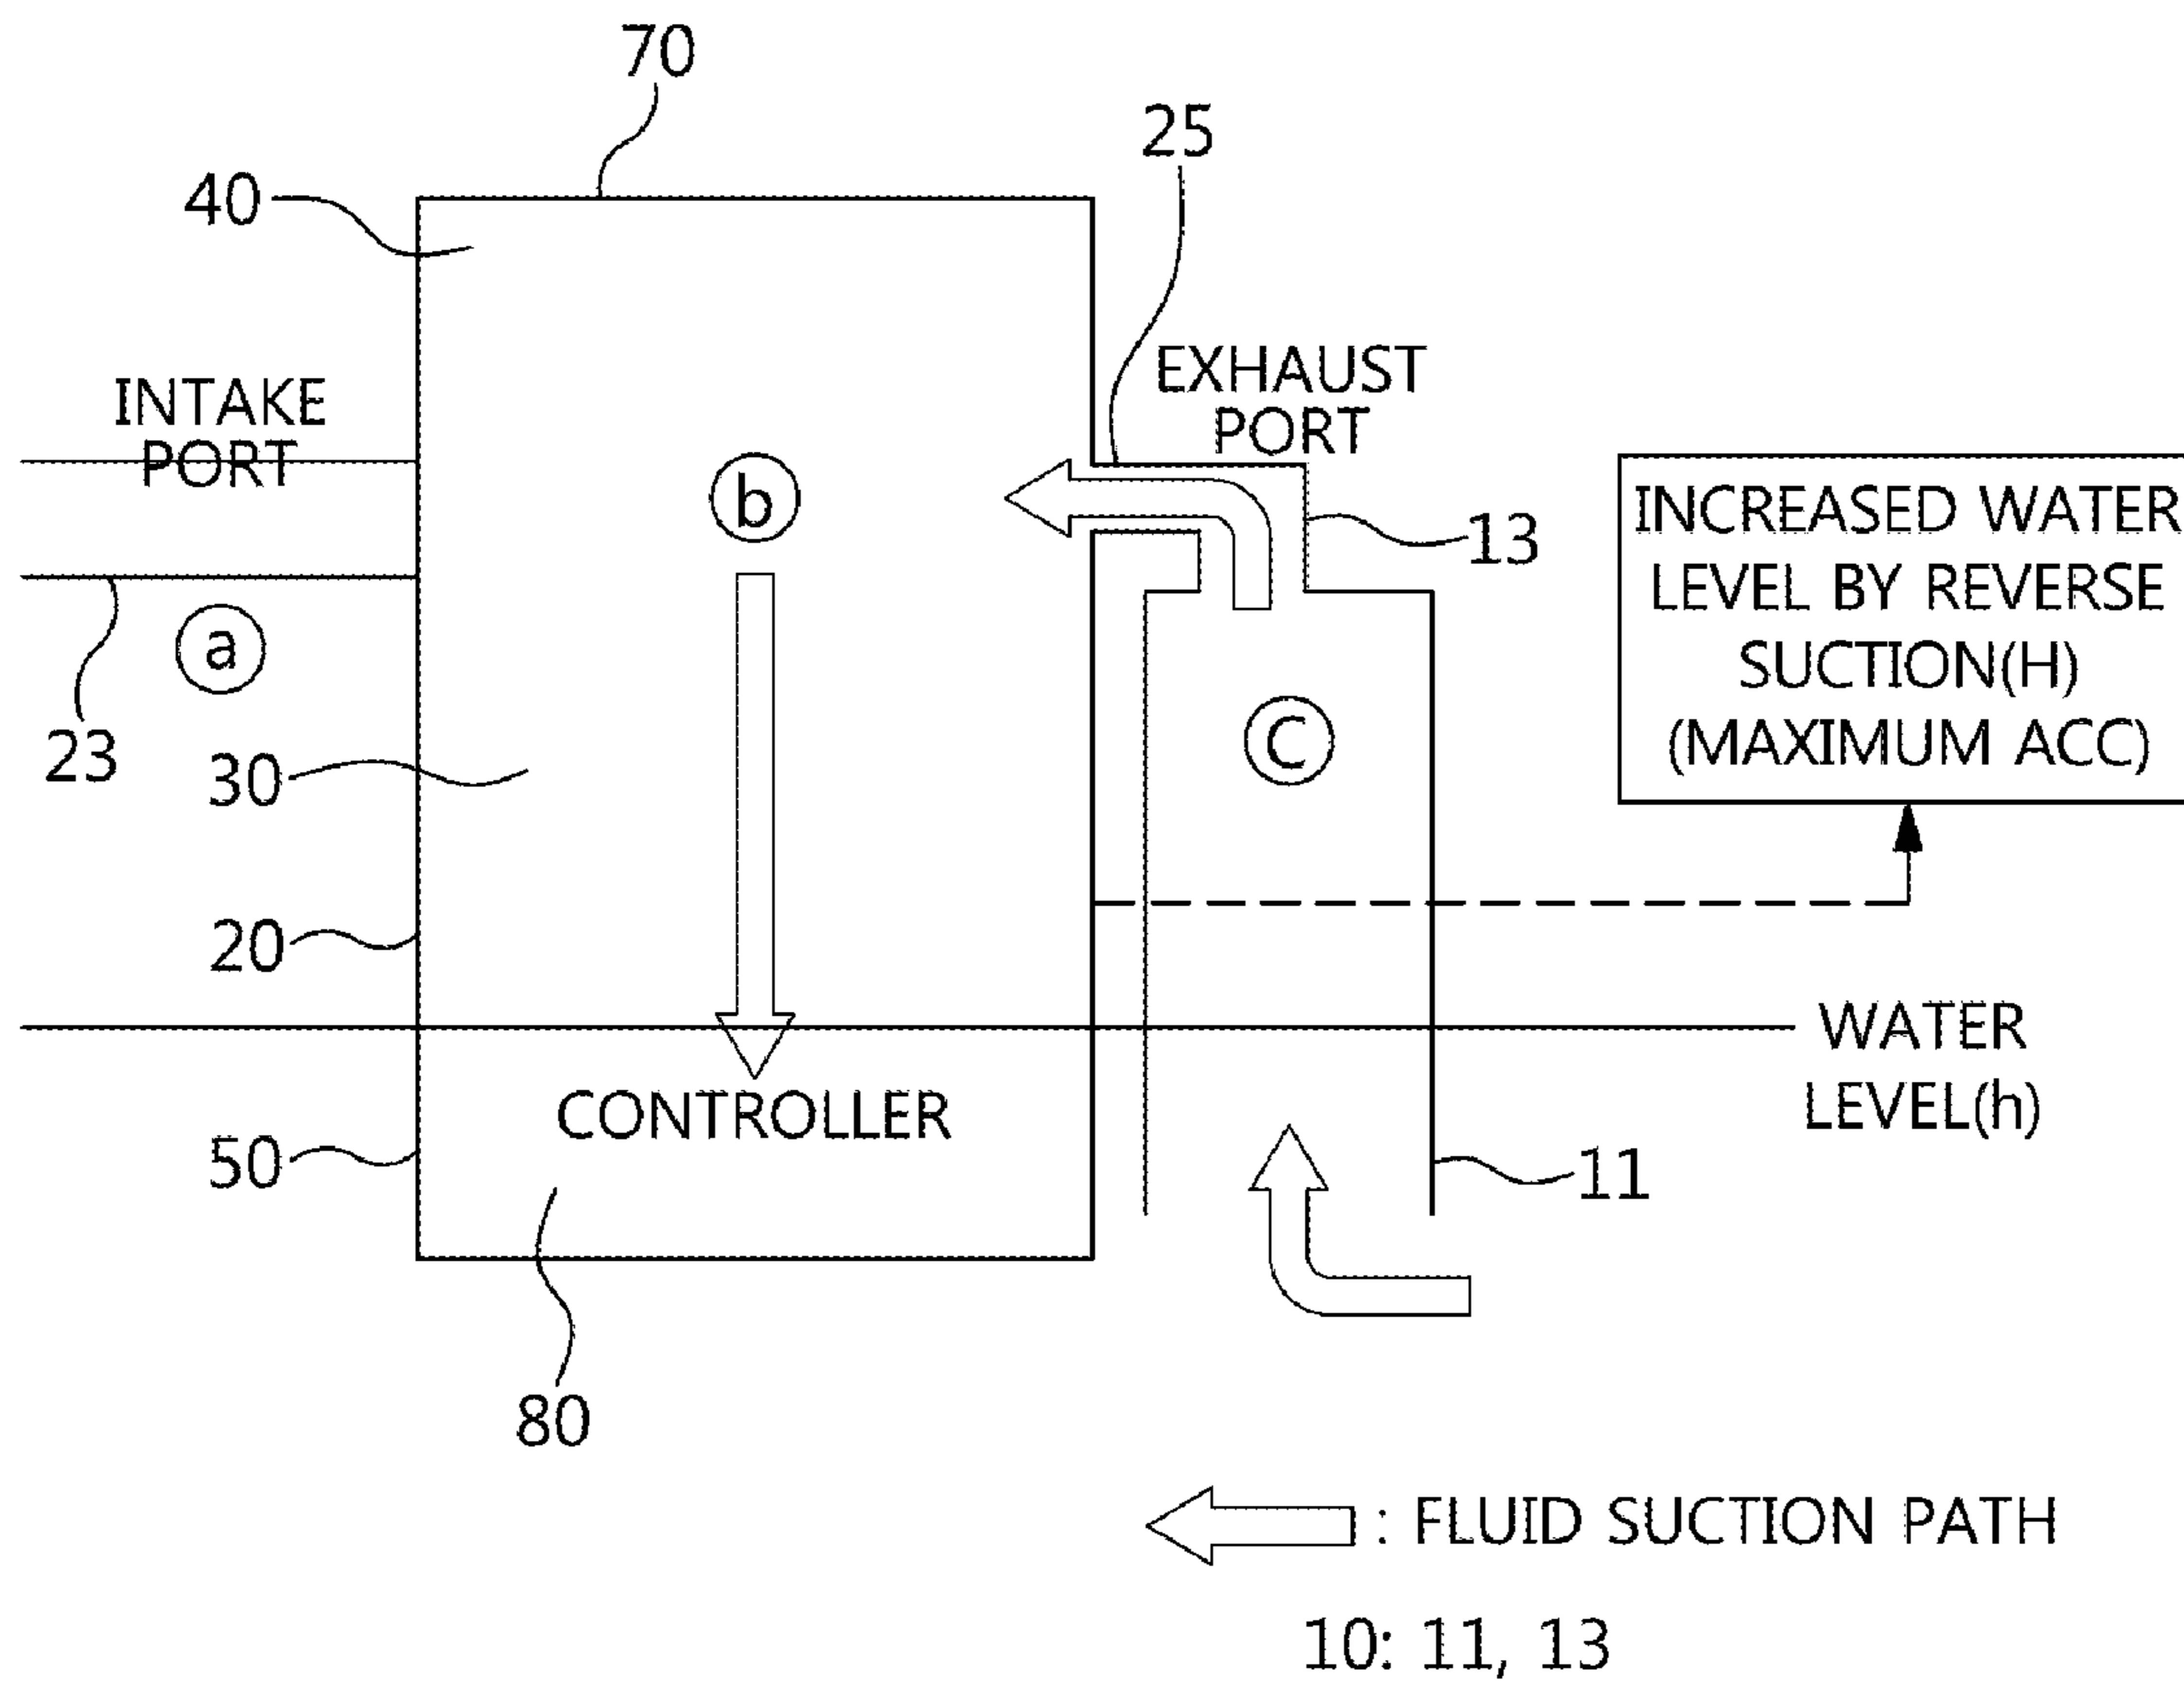 70
25
40
EXHAUST
PORT
INTAKE
PORT
b
13
INCREASED WATER
LEVEL BY REVERSE
SUCTION(H)
(MAXIMUM ACC)
a
23
30
C
20
WATER
LEVEL(h)
CONTROLLER
50
11
80
: FLUID SUCTION PATH
10: 11, 13